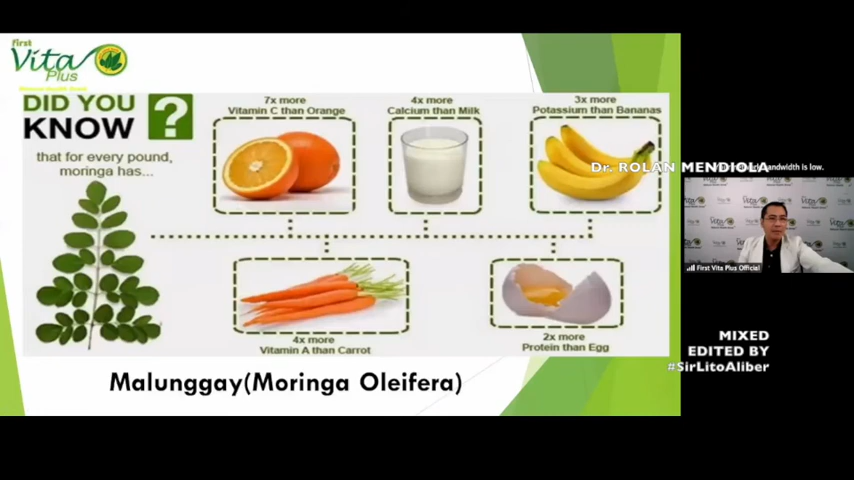 First
Vita
Plus
DID YOU
KNOW ?
that for every pound,
moringa has...
7x more
Vitamin C than Orange
4x more
Calcium than Milk
3x more
Potassium than Bananas
4x more
Vitamin A than Carrot
2x more
Protein than Egg
Malunggay(Moringa Oleifera)
Dr. ROLAN MENDIOLA
bandwidth is low.
First Vita Plus Official
MIXED
EDITED BY
#SirLitoAliber